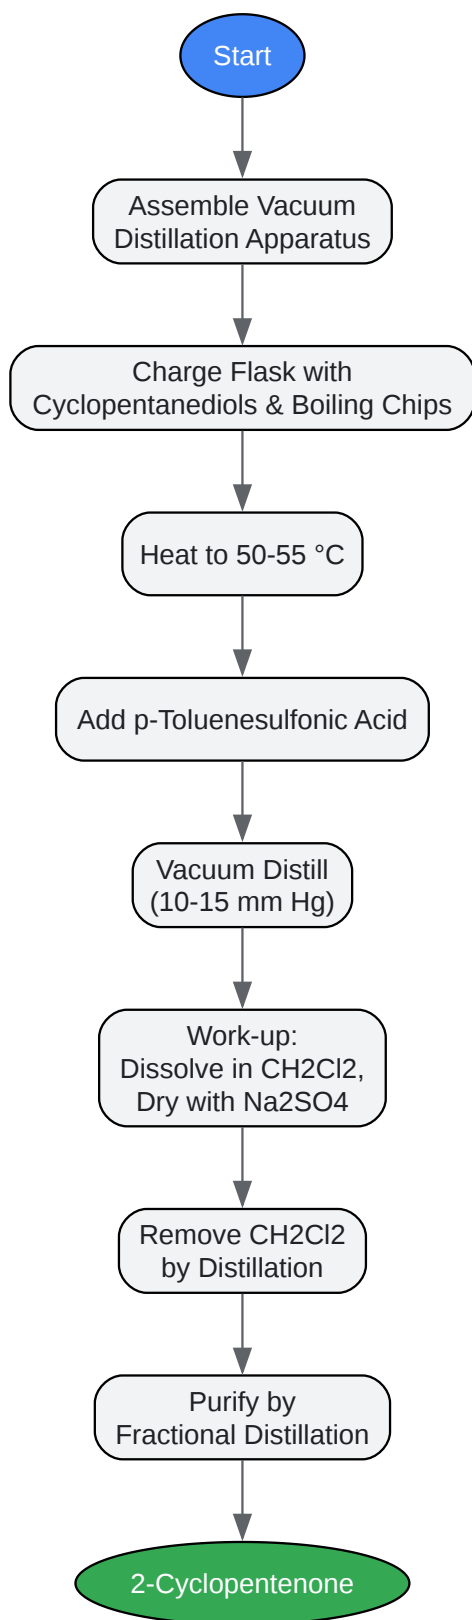 Start
Assemble Vacuum
Distillation Apparatus
Charge Flask with
Cyclopentanediols & Boiling Chips
Heat to 50-55 °C
Add p-Toluenesulfonic Acid
Vacuum Distill
(10-15 mm Hg)
Work-up:
Dissolve in CH2Cl2,
Dry with Na2SO4
Remove CH2Cl2
by Distillation
Purify by
Fractional Distillation
2-Cyclopentenone